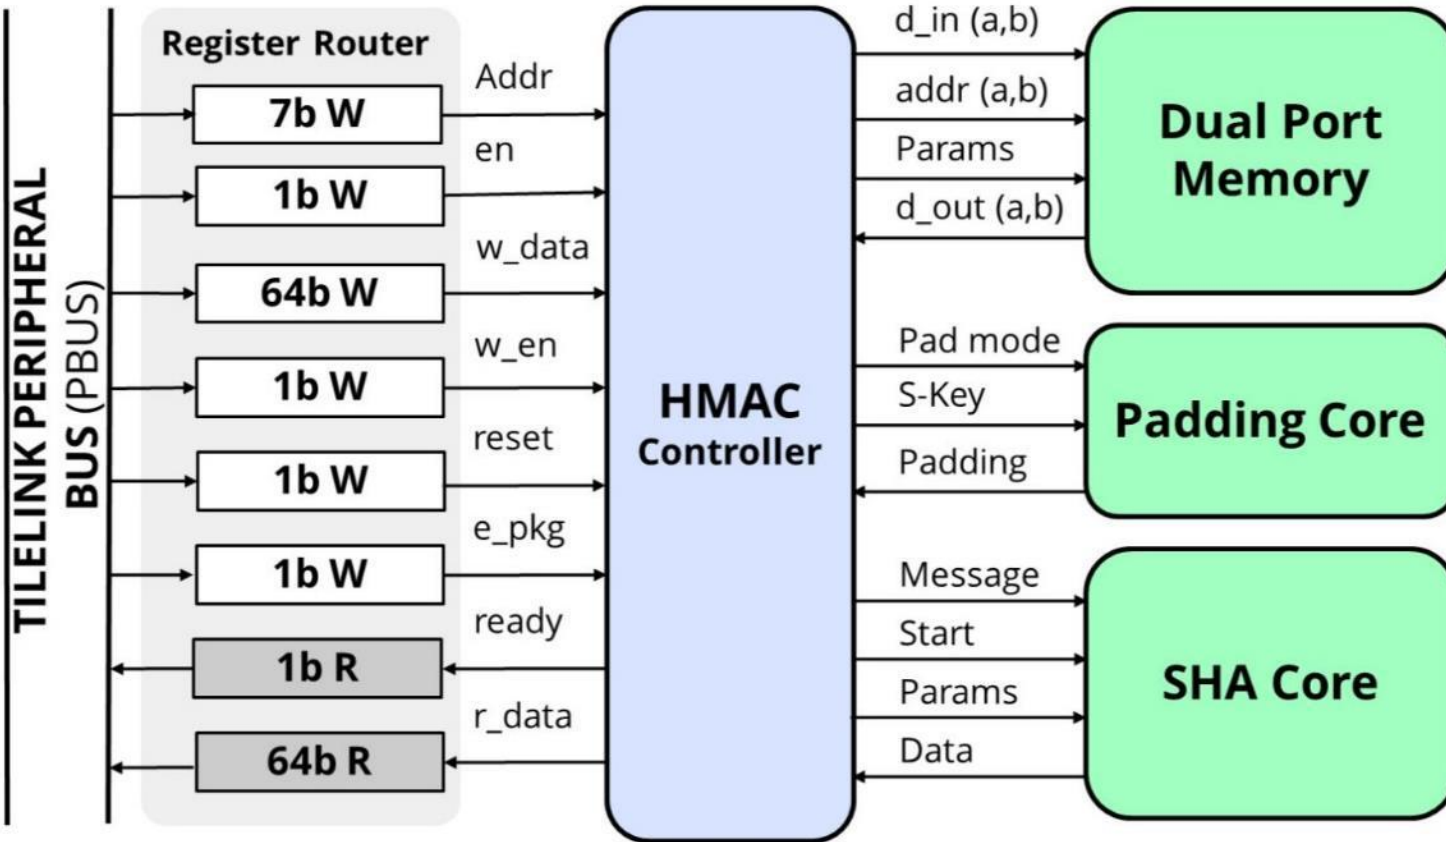 TILELINK PERIPHERAL
BUS (PBUS)
Register Router
7b W
1b W
64b W
1b W
1b W
1b W
1b R
64b R
Addr
en
w_data
w_en
reset
e_pkg
ready
r_data
HMAC
Controller
d_in (a,b)
addr (a,b)
Params
d_out (a,b)
Pad mode
S-Key
Padding
Message
Start
Params
Data
Dual Port
Memory
Padding Core
SHA Core